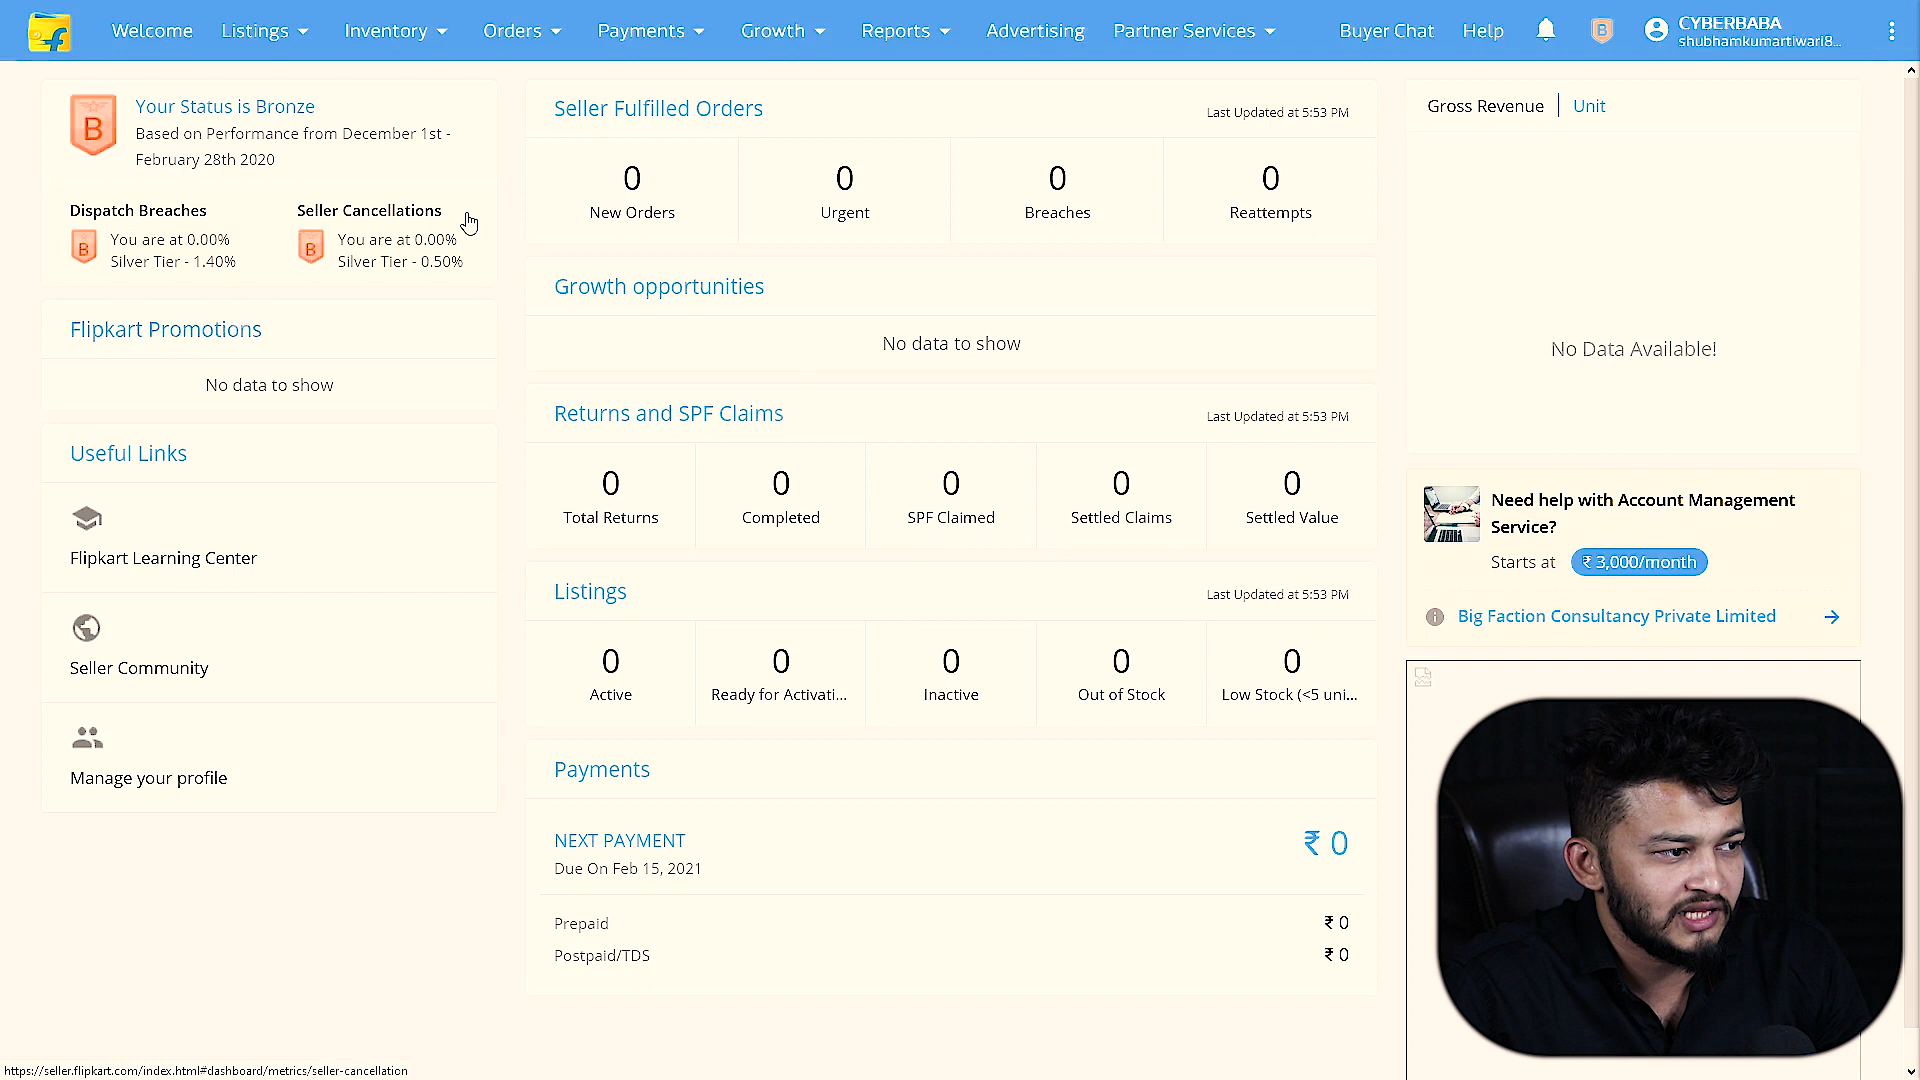 Welcome
Listings
Inventory
Orders
Payments
Growth
Reports
Advertising
Partner Services
Buyer Chat
Help
B
CYBERBABA
shubhamkumartiwari8...
B
Your Status is Bronze
Based on Performance from December 1st -
February 28th 2020
Dispatch Breaches
B
You are at 0.00%
Silver Tier - 1.40%
Seller Cancellations
B
You are at 0.00%
Silver Tier - 0.50%
Flipkart Promotions
No data to show
Useful Links
Flipkart Learning Center
Seller Community
Manage your profile
Seller Fulfilled Orders
Last Updated at 5:53 PM
0
New Orders
0
Urgent
0
Breaches
0
Reattempts
Growth opportunities
No data to show
Returns and SPF Claims
Last Updated at 5:53 PM
0
Total Returns
0
Completed
0
SPF Claimed
0
Settled Claims
0
Settled Value
Listings
Last Updated at 5:53 PM
0
Active
0
Ready for Activati...
0
Inactive
0
Out of Stock
0
Low Stock (<5 uni...
Payments
NEXT PAYMENT
₹ 0
Due On Feb 15, 2021
Prepaid
₹ 0
Postpaid/TDS
₹ 0
Gross Revenue
Unit
No Data Available!
Need help with Account Management
Service?
Starts at
₹ 3,000/month
Big Faction Consultancy Private Limited
https://seller.flipkart.com/index.html#dashboard/metrics/seller-cancellation